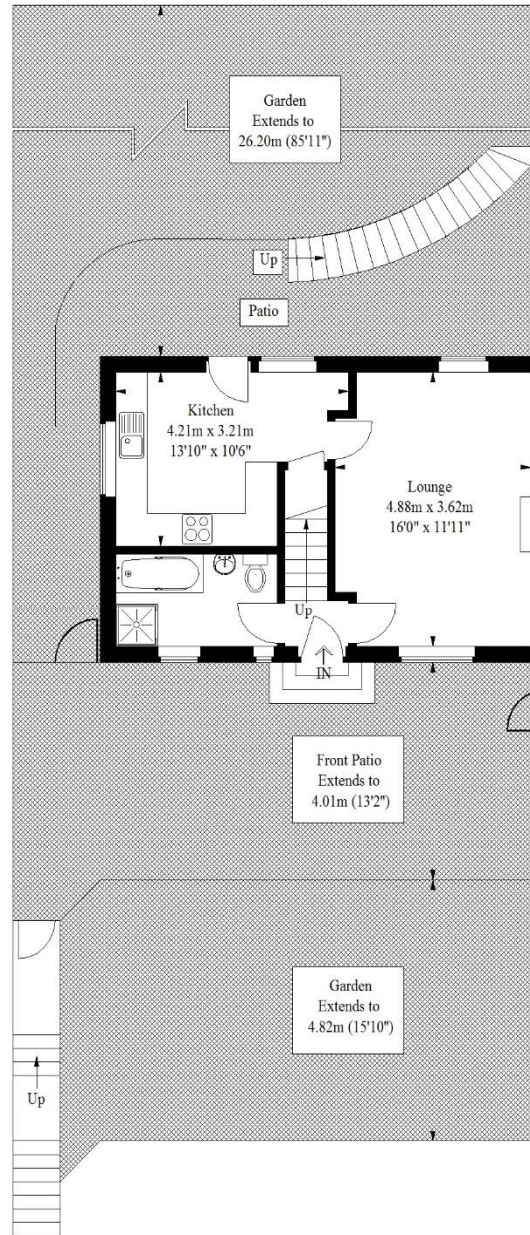 Garden
Extends to
26.20m (85'11")
Up
Patio
Kitchen
4.21m x 3.21m
13'10" x 10'6"
Lounge
4.88m x 3.62m
16'0" x 11'11"
Up
IN
Front Patio
Extends to
4.01m (13'2")
Garden
Extends to
4.82m (15'10")
Up